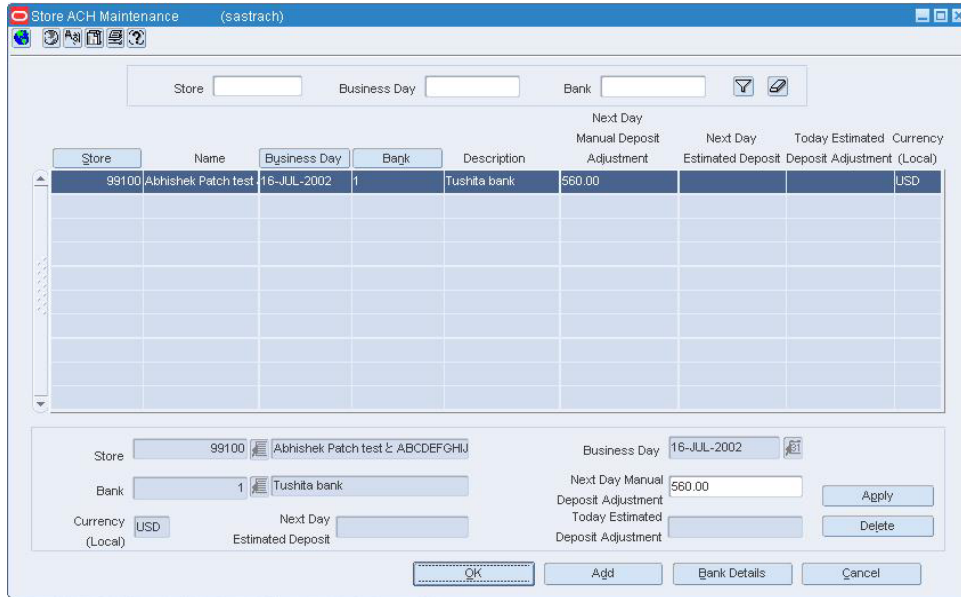 Store ACH Maintenance (sastrach)
Store Business Day Bank
Next Day
Manual Deposit Next Day Today Estimated Currency
Store Name Business Day Bank Description Adjustment Estimated Deposit Deposit Adjustment (Local)
99100 Abhishek Patch test 16-JUL-2002 1 Tushita bank 560.00 USD
Store 99100 Abhishek Patch test と ABCDEFGHIJ Business Day 16-JUL-2002
Bank 1 Tushita bank Next Day Manual Deposit Adjustment 560.00 Apply
Currency (Local) USD Next Day Estimated Deposit Today Estimated Deposit Adjustment Delete
OK Add Bank Details Cancel